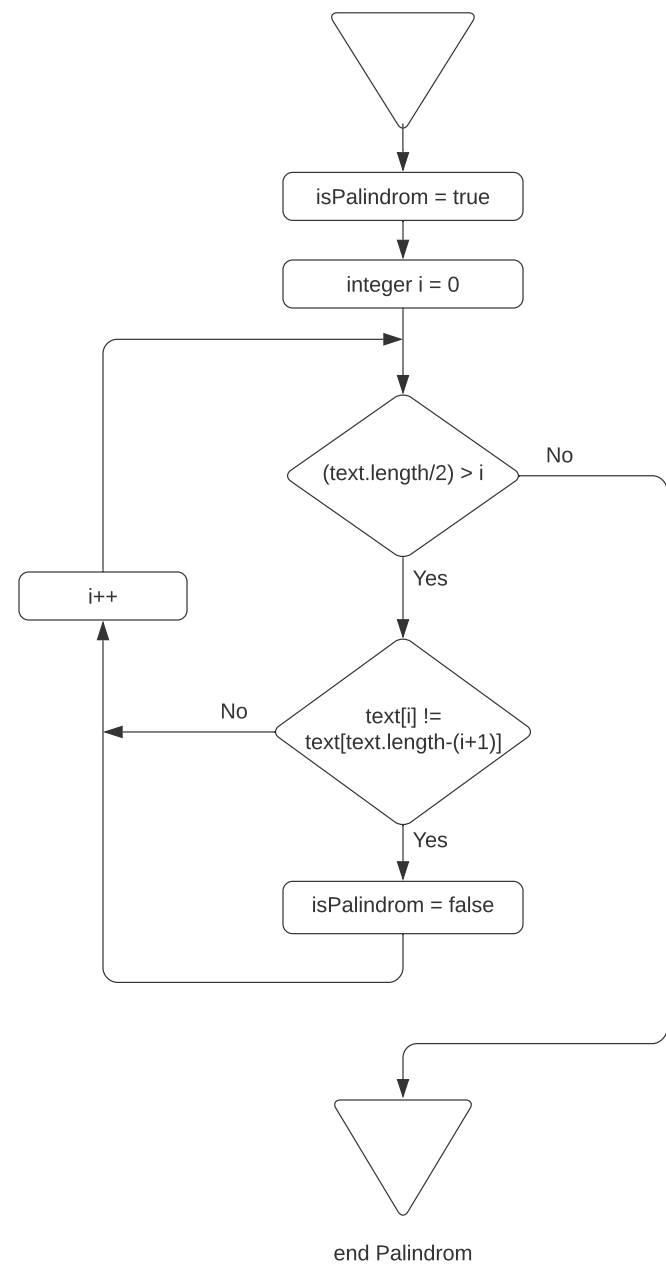 isPalindrom = true
integer i = 0
(text.length/2) > i
No
Yes
i++
No
text[i] !=
text[text.length-(i+1)]
Yes
isPalindrom = false
end Palindrom